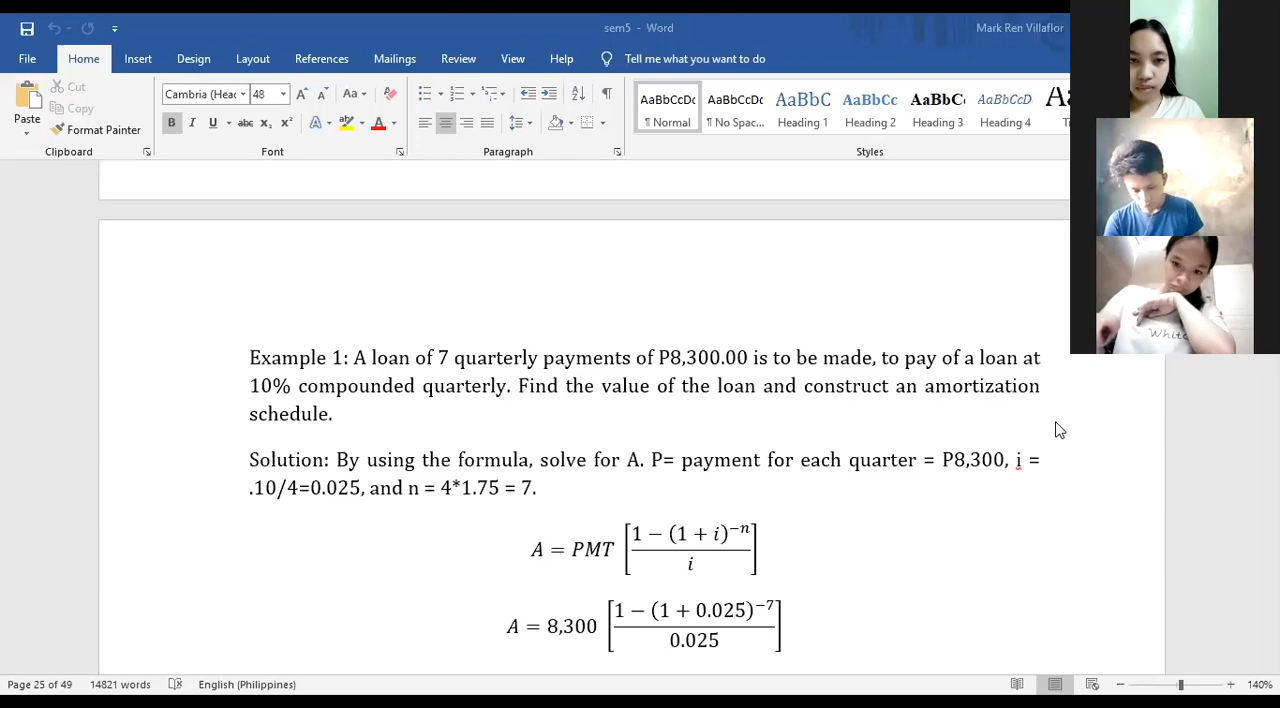 sem5 - Word
Mark Ren Villaflor
File Home Insert Design Layout References Mailings Review View Help Tell me what you want to do
Paste
Cut
Copy
Format Painter
Clipboard
Cambria (Heac 48
Aa
B I U abc x₂ x² A A
Font
Paragraph
AaBbCcDc AaBbCcDc AaBbC AaBbCc AaBbCc AaBbCcD
¶ Normal ¶ No Spac... Heading 1 Heading 2 Heading 3 Heading 4
Styles
Example 1: A loan of 7 quarterly payments of P8,300.00 is to be made, to pay of a loan at
10% compounded quarterly. Find the value of the loan and construct an amortization
schedule.
Solution: By using the formula, solve for A. P= payment for each quarter = P8,300, i =
.10/4=0.025, and n = 4*1.75 = 7.
A = PMT [1 − (1 + i)^−n / i]
A = 8,300 [1 − (1 + 0.025)^−7 / 0.025]
Page 25 of 49 14821 words English (Philippines) 140%